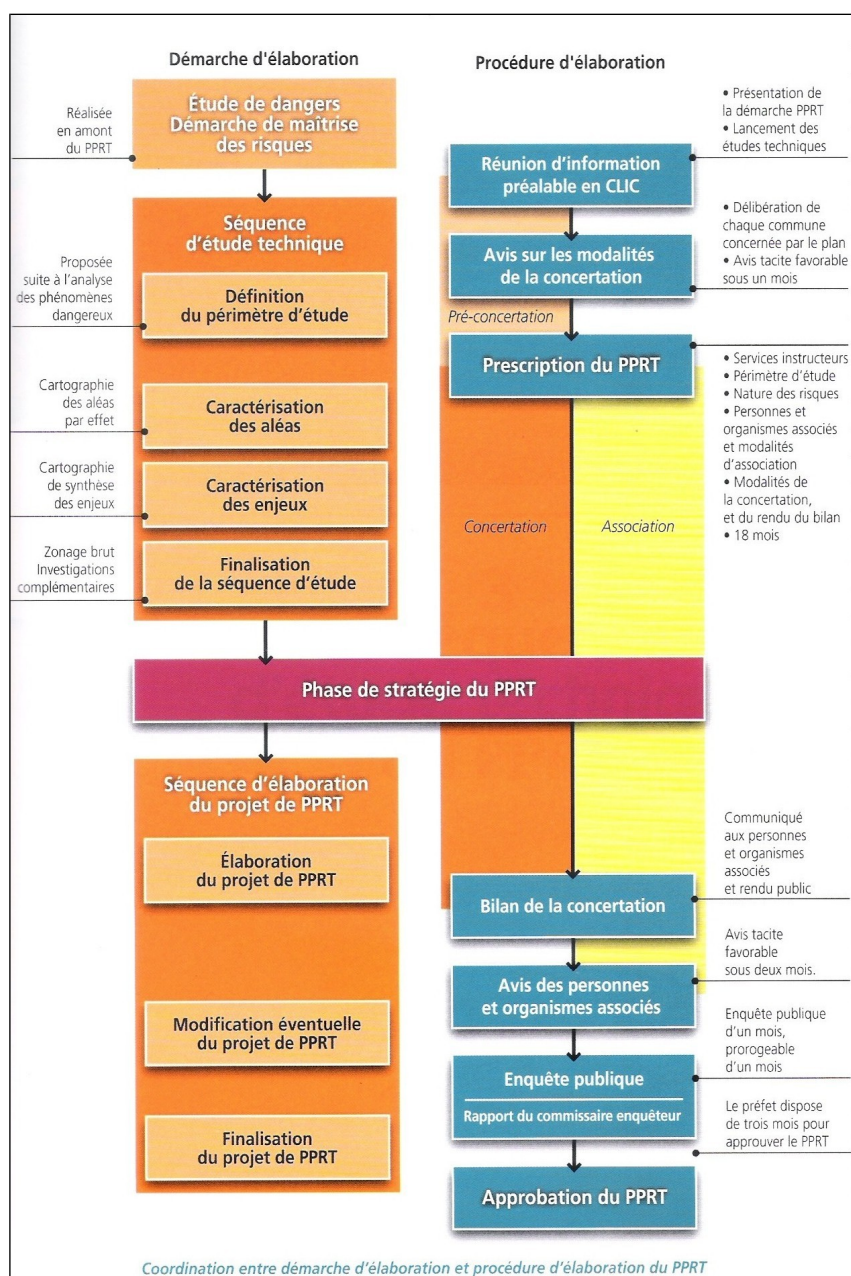 Démarche d'élaboration
Procédure d'élaboration
Réalisée
en amont
du PPRT
Étude de dangers
Démarche de maîtrise
des risques
Séquence
d'étude technique
Proposée
suite à l'analyse
des phénomènes
dangereux
Définition
du périmètre d'étude
Cartographie
des aléas
par effet
Caractérisation
des aléas
Cartographie
de synthèse
des enjeux
Caractérisation
des enjeux
Zonage brut
Investigations
complémentaires
Finalisation
de la séquence d'étude
Réunion d'information
préalable en CLIC
• Présentation de
la démarche PPRT
• Lancement des
études techniques
Avis sur les modalités
de la concertation
• Délibération de
chaque commune
concernée par le plan
• Avis tacite favorable
sous un mois
Pré-concertation
Prescription du PPRT
• Services instructeurs
• Périmètre d'étude
• Nature des risques
• Personnes et
organismes associés
et modalités
d'association
• Modalités de
la concertation,
et du rendu du bilan
• 18 mois
Concertation
Association
Phase de stratégie du PPRT
Séquence d'élaboration
du projet de PPRT
Élaboration
du projet de PPRT
Modification éventuelle
du projet de PPRT
Finalisation
du projet de PPRT
Bilan de la concertation
Communiqué
aux personnes
et organismes
associés
et rendu public
Avis des personnes
et organismes associés
Avis tacite
favorable
sous deux mois.
Enquête publique
Rapport du commissaire enquêteur
Enquête publique
d'un mois,
prorogeable
d'un mois
Le préfet dispose
de trois mois pour
approuver le PPRT
Approbation du PPRT
Coordination entre démarche d'élaboration et procédure d'élaboration du PPRT